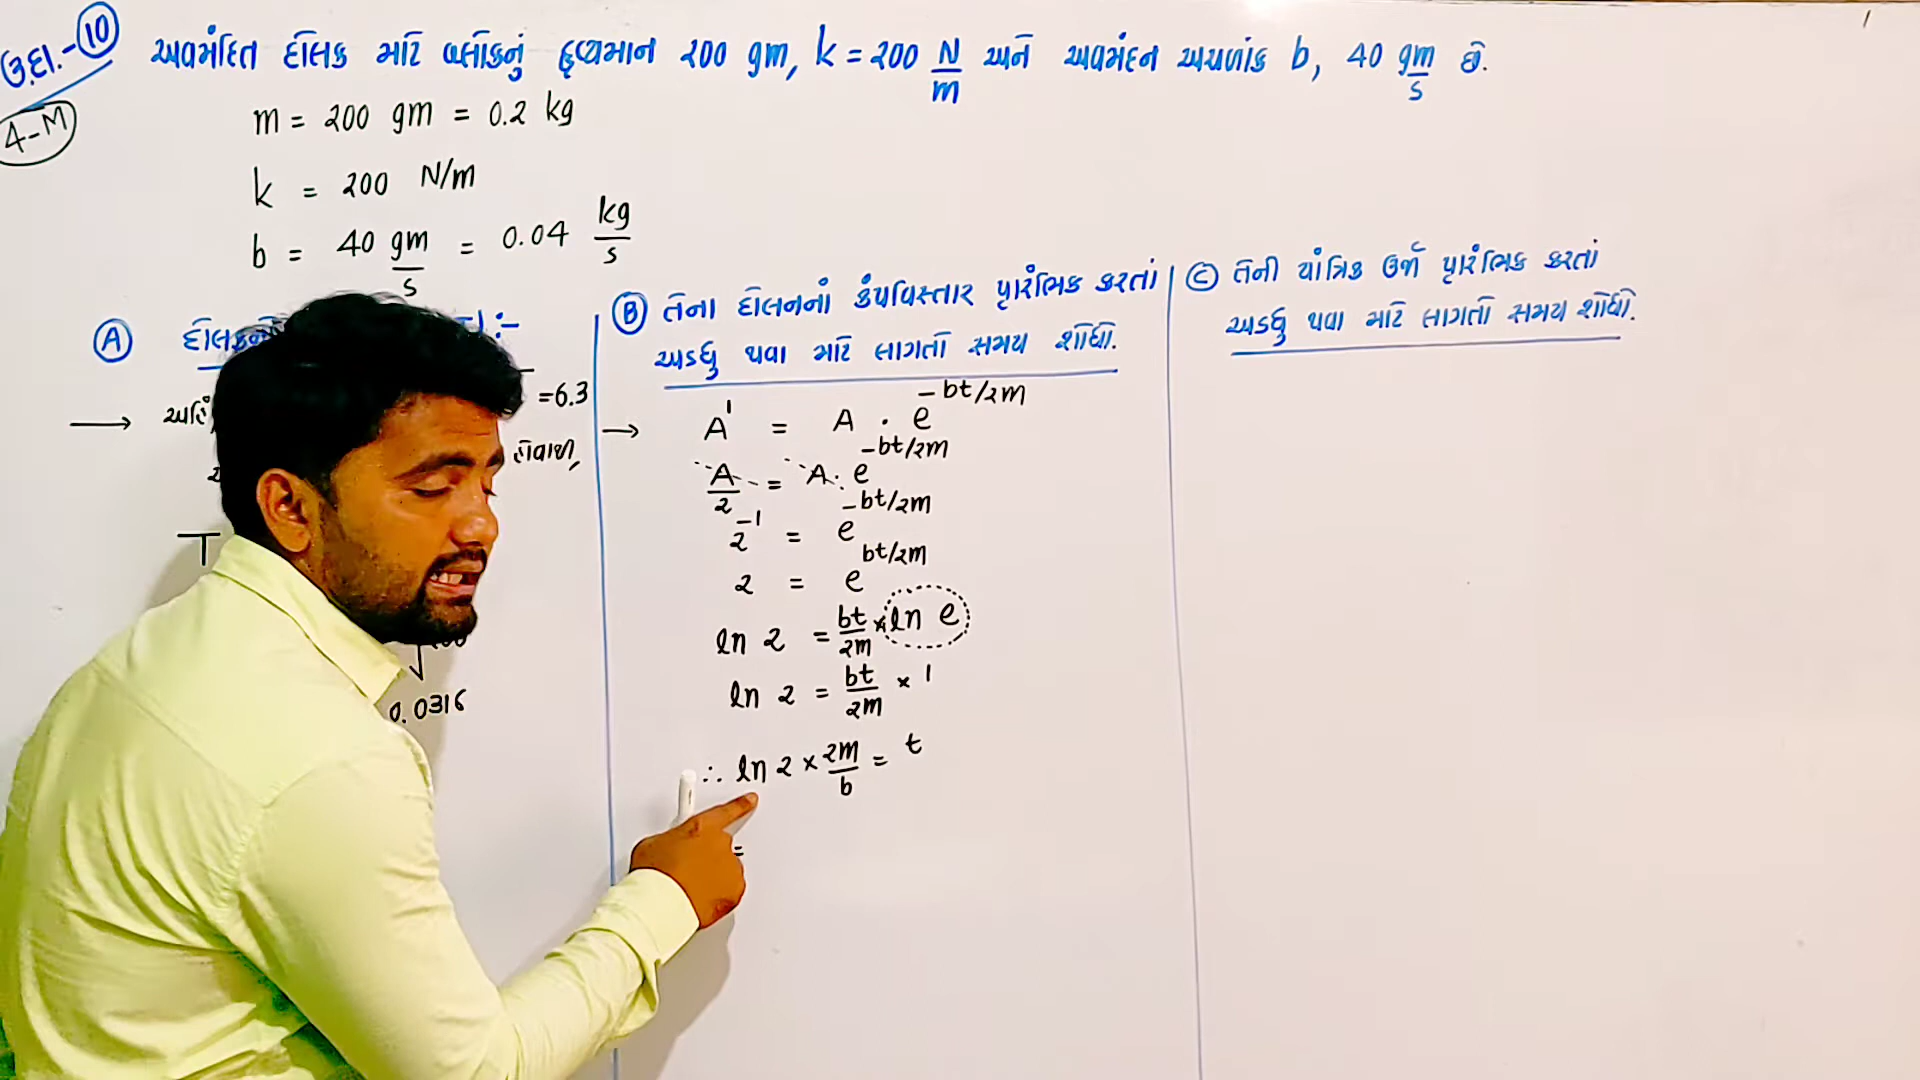 ઉદા.-10 અવમંદિત દોલક માટે બ્લોકનું દ્રવ્યમાન 200 gm, k = 200 N/m અને અવમંદન અચળાંક b, 40 gm/s છે.
4-M
m = 200 gm = 0.2 kg
k = 200 N/m
b = 40 gm/s = 0.04 kg/s
A :-
= 6.3
હોવાથી,
T
0.0316
B તેના દોલનનો કંપવિસ્તાર પ્રારંભિક કરતાં
અડધુ થવા માટે લાગતો સમય શોધો.
→ A' = A . e^-bt/2m
A/2 = A . e^-bt/2m
2^-1 = e^-bt/2m
2 = e^bt/2m
ln 2 = bt/2m × ln e
ln 2 = bt/2m × 1
∴ ln 2 × 2m/b = t
=
C તેની યાંત્રિક ઉર્જા પ્રારંભિક કરતાં
અડધુ થવા માટે લાગતો સમય શોધો.